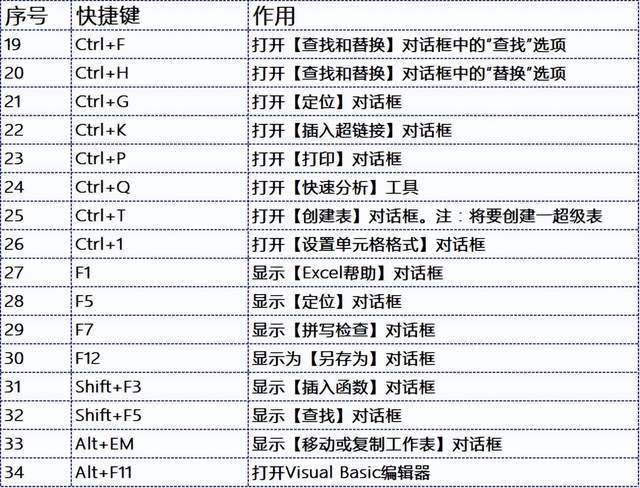 序号 快捷键 作用
19 Ctrl+F 打开【查找和替换】对话框中的“查找”选项
20 Ctrl+H 打开【查找和替换】对话框中的“替换”选项
21 Ctrl+G 打开【定位】对话框
22 Ctrl+K 打开【插入超链接】对话框
23 Ctrl+P 打开【打印】对话框
24 Ctrl+Q 打开【快速分析】工具
25 Ctrl+T 打开【创建表】对话框。注：将要创建一超级表
26 Ctrl+1 打开【设置单元格格式】对话框
27 F1 显示【Excel帮助】对话框
28 F5 显示【定位】对话框
29 F7 显示【拼写检查】对话框
30 F12 显示为【另存为】对话框
31 Shift+F3 显示【插入函数】对话框
32 Shift+F5 显示【查找】对话框
33 Alt+EM 显示【移动或复制工作表】对话框
34 Alt+F11 打开Visual Basic编辑器